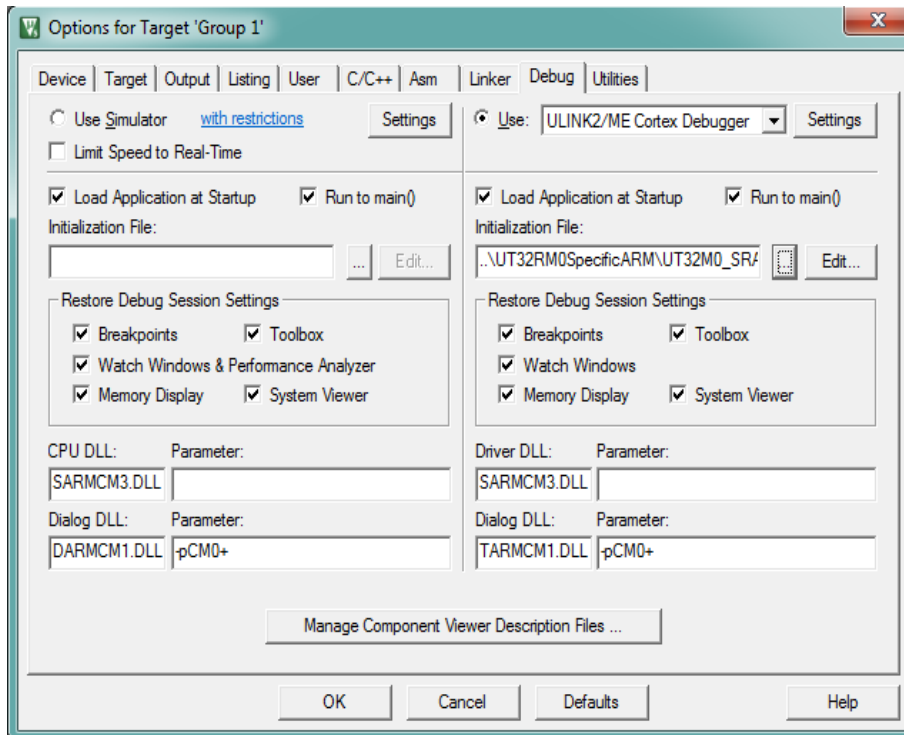 Options for Target 'Group 1'
Device Target Output Listing User C/C++ Asm Linker Debug Utilities
Use Simulator with restrictions Settings
Limit Speed to Real-Time
Load Application at Startup Run to main()
Initialization File:
... Edit...
Restore Debug Session Settings
Breakpoints Toolbox
Watch Windows & Performance Analyzer
Memory Display System Viewer
CPU DLL: Parameter:
SARMCM3.DLL
Dialog DLL: Parameter:
DARMCM1.DLL -pCM0+
Use: ULINK2/ME Cortex Debugger Settings
Load Application at Startup Run to main()
Initialization File:
..\UT32RM0SpecificARM\UT32M0_SRA ... Edit...
Restore Debug Session Settings
Breakpoints Toolbox
Watch Windows
Memory Display System Viewer
Driver DLL: Parameter:
SARMCM3.DLL
Dialog DLL: Parameter:
TARMCM1.DLL -pCM0+
Manage Component Viewer Description Files ...
OK Cancel Defaults Help